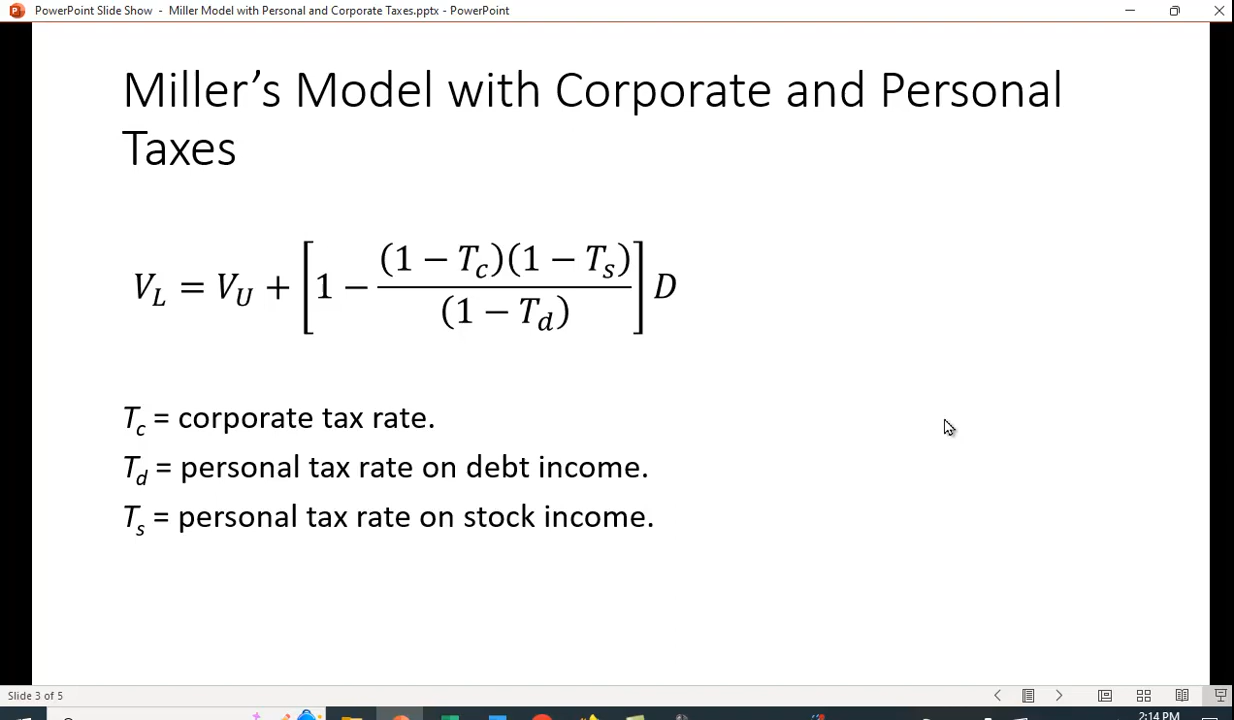 PowerPoint Slide Show - Miller Model with Personal and Corporate Taxes.pptx - PowerPoint
Miller’s Model with Corporate and Personal
Taxes
V_L = V_U + [1 − (1 − T_c)(1 − T_s) / (1 − T_d)] D
T_c = corporate tax rate.
T_d = personal tax rate on debt income.
T_s = personal tax rate on stock income.
Slide 3 of 5
2:14 PM